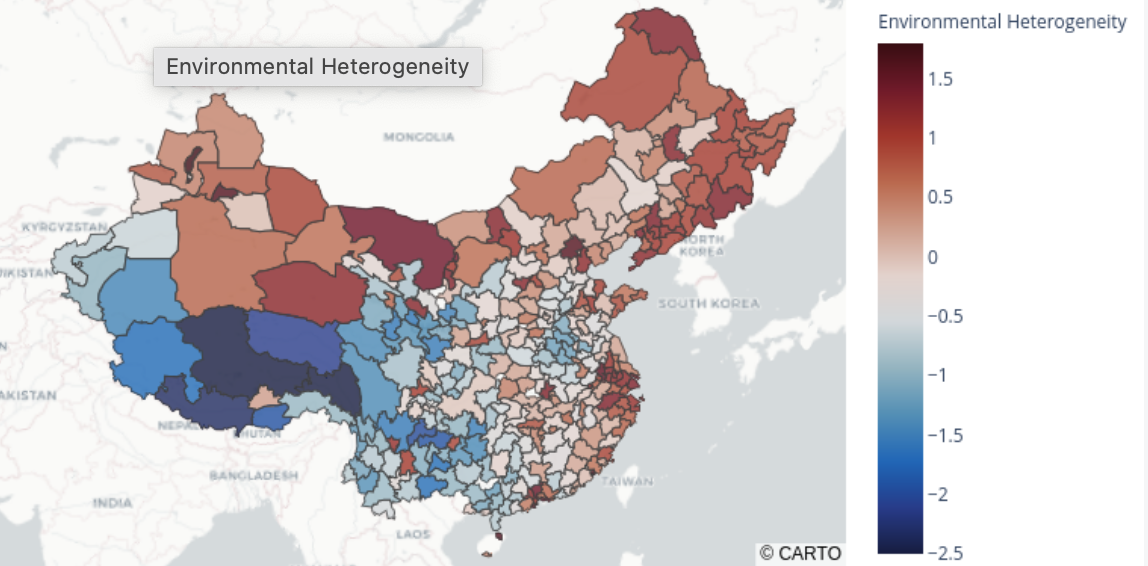 Environmental Heterogeneity
Environmental Heterogeneity
1.5
1
0.5
0
−0.5
−1
−1.5
−2
−2.5
MONGOLIA
KYRGYZSTAN
JIKISTAN
NORTH
KOREA
SOUTH KOREA
AKISTAN
NEPAL
BHUTAN
BANGLADESH
INDIA
TAIWAN
LAOS
© CARTO